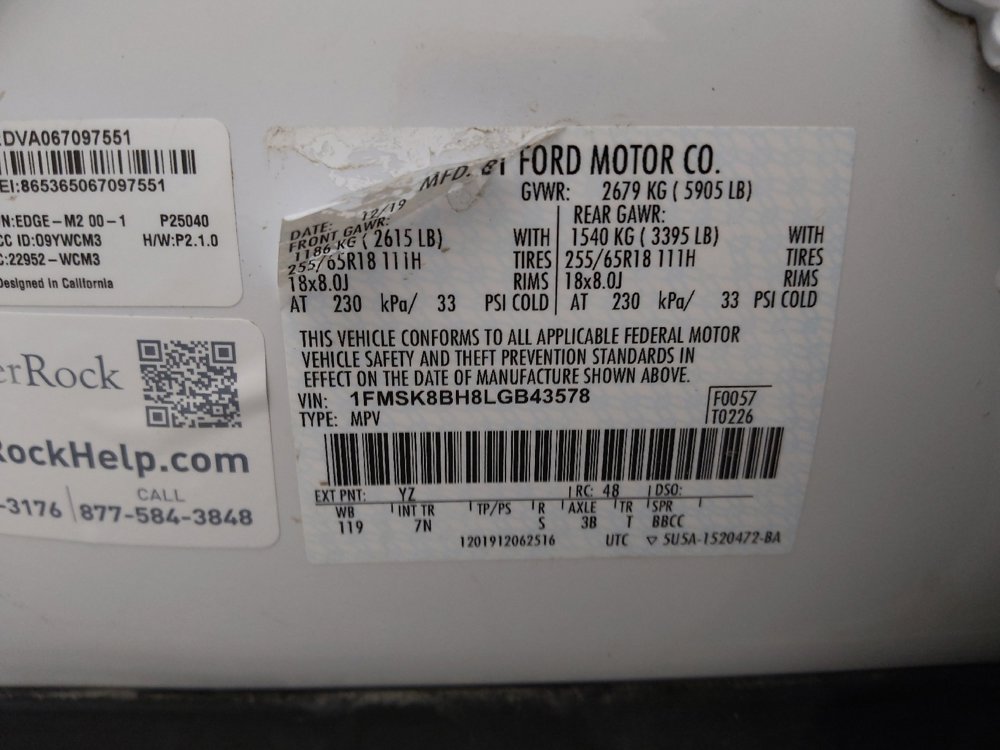 DVA067097551
EI:865365067097551
N:EDGE-M2 00-1 P25040
CC ID:O9YWCM3 H/W:P2.1.0
C:22952-WCM3
Designed in California
erRock
RockHelp.com
CALL
-3176 | 877-584-3848
MFD. BY FORD MOTOR CO.
DATE: 12/19 GVWR: 2679 KG ( 5905 LB)
FRONT GAWR: REAR GAWR:
1186 KG ( 2615 LB) WITH 1540 KG ( 3395 LB) WITH
255/65R18 111H TIRES 255/65R18 111H TIRES
18x8.0J RIMS 18x8.0J RIMS
AT 230 kPa/ 33 PSI COLD AT 230 kPa/ 33 PSI COLD
THIS VEHICLE CONFORMS TO ALL APPLICABLE FEDERAL MOTOR
VEHICLE SAFETY AND THEFT PREVENTION STANDARDS IN
EFFECT ON THE DATE OF MANUFACTURE SHOWN ABOVE.
VIN: 1FMSK8BH8LGB43578 F0057
TYPE: MPV T0226
EXT PNT: YZ RC: 48 DSO:
WB INT TR TP/PS R AXLE TR SPR
119 7N S 3B T BBCC
1201912062516 UTC ▽ 5U5A-1520472-BA